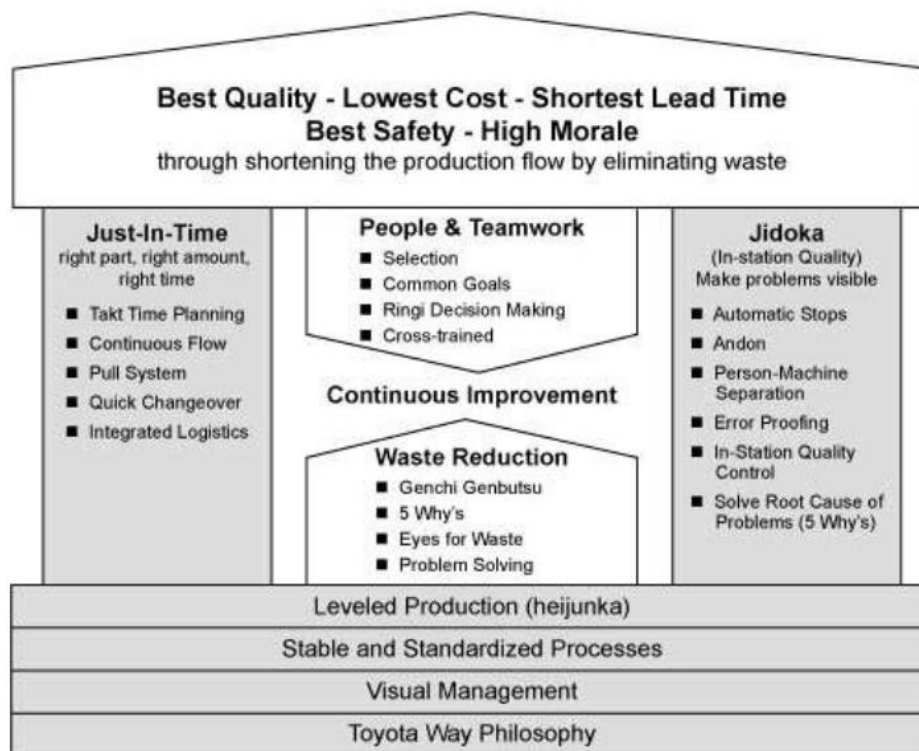 Best Quality - Lowest Cost - Shortest Lead Time
Best Safety - High Morale
through shortening the production flow by eliminating waste
Just-In-Time
right part, right amount,
right time
■ Takt Time Planning
■ Continuous Flow
■ Pull System
■ Quick Changeover
■ Integrated Logistics
People & Teamwork
■ Selection
■ Common Goals
■ Ringi Decision Making
■ Cross-trained
Continuous Improvement
Waste Reduction
■ Genchi Genbutsu
■ 5 Why's
■ Eyes for Waste
■ Problem Solving
Jidoka
(In-station Quality)
Make problems visible
■ Automatic Stops
■ Andon
■ Person-Machine
Separation
■ Error Proofing
■ In-Station Quality
Control
■ Solve Root Cause of
Problems (5 Why's)
Leveled Production (heijunka)
Stable and Standardized Processes
Visual Management
Toyota Way Philosophy